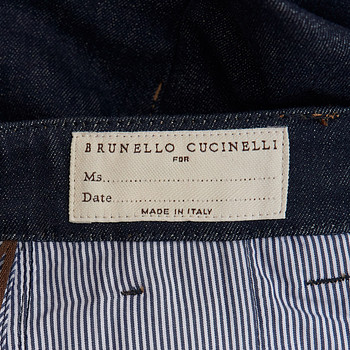 BRUNELLO CUCINELLI
FOR
Ms..............................
Date..............................
MADE IN ITALY